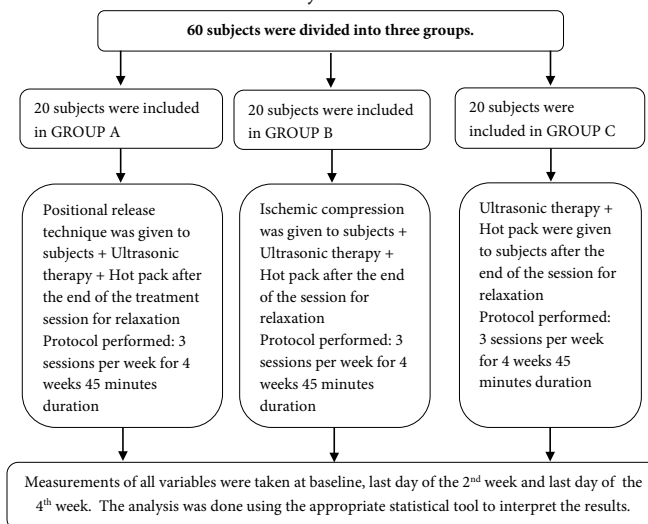 60 subjects were divided into three groups.
20 subjects were included
in GROUP A
20 subjects were included
in GROUP B
20 subjects were
included in GROUP C
Positional release
technique was given to
subjects + Ultrasonic
therapy + Hot pack after
the end of the treatment
session for relaxation
Protocol performed: 3
sessions per week for 4
weeks 45 minutes
duration
Ischemic compression
was given to subjects +
Ultrasonic therapy +
Hot pack after the end
of the session for
relaxation
Protocol performed: 3
sessions per week for 4
weeks 45 minutes
duration
Ultrasonic therapy +
Hot pack were given
to subjects after the
end of the session for
relaxation
Protocol performed:
3 sessions per week
for 4 weeks 45
minutes duration
Measurements of all variables were taken at baseline, last day of the 2nd week and last day of the
4th week. The analysis was done using the appropriate statistical tool to interpret the results.